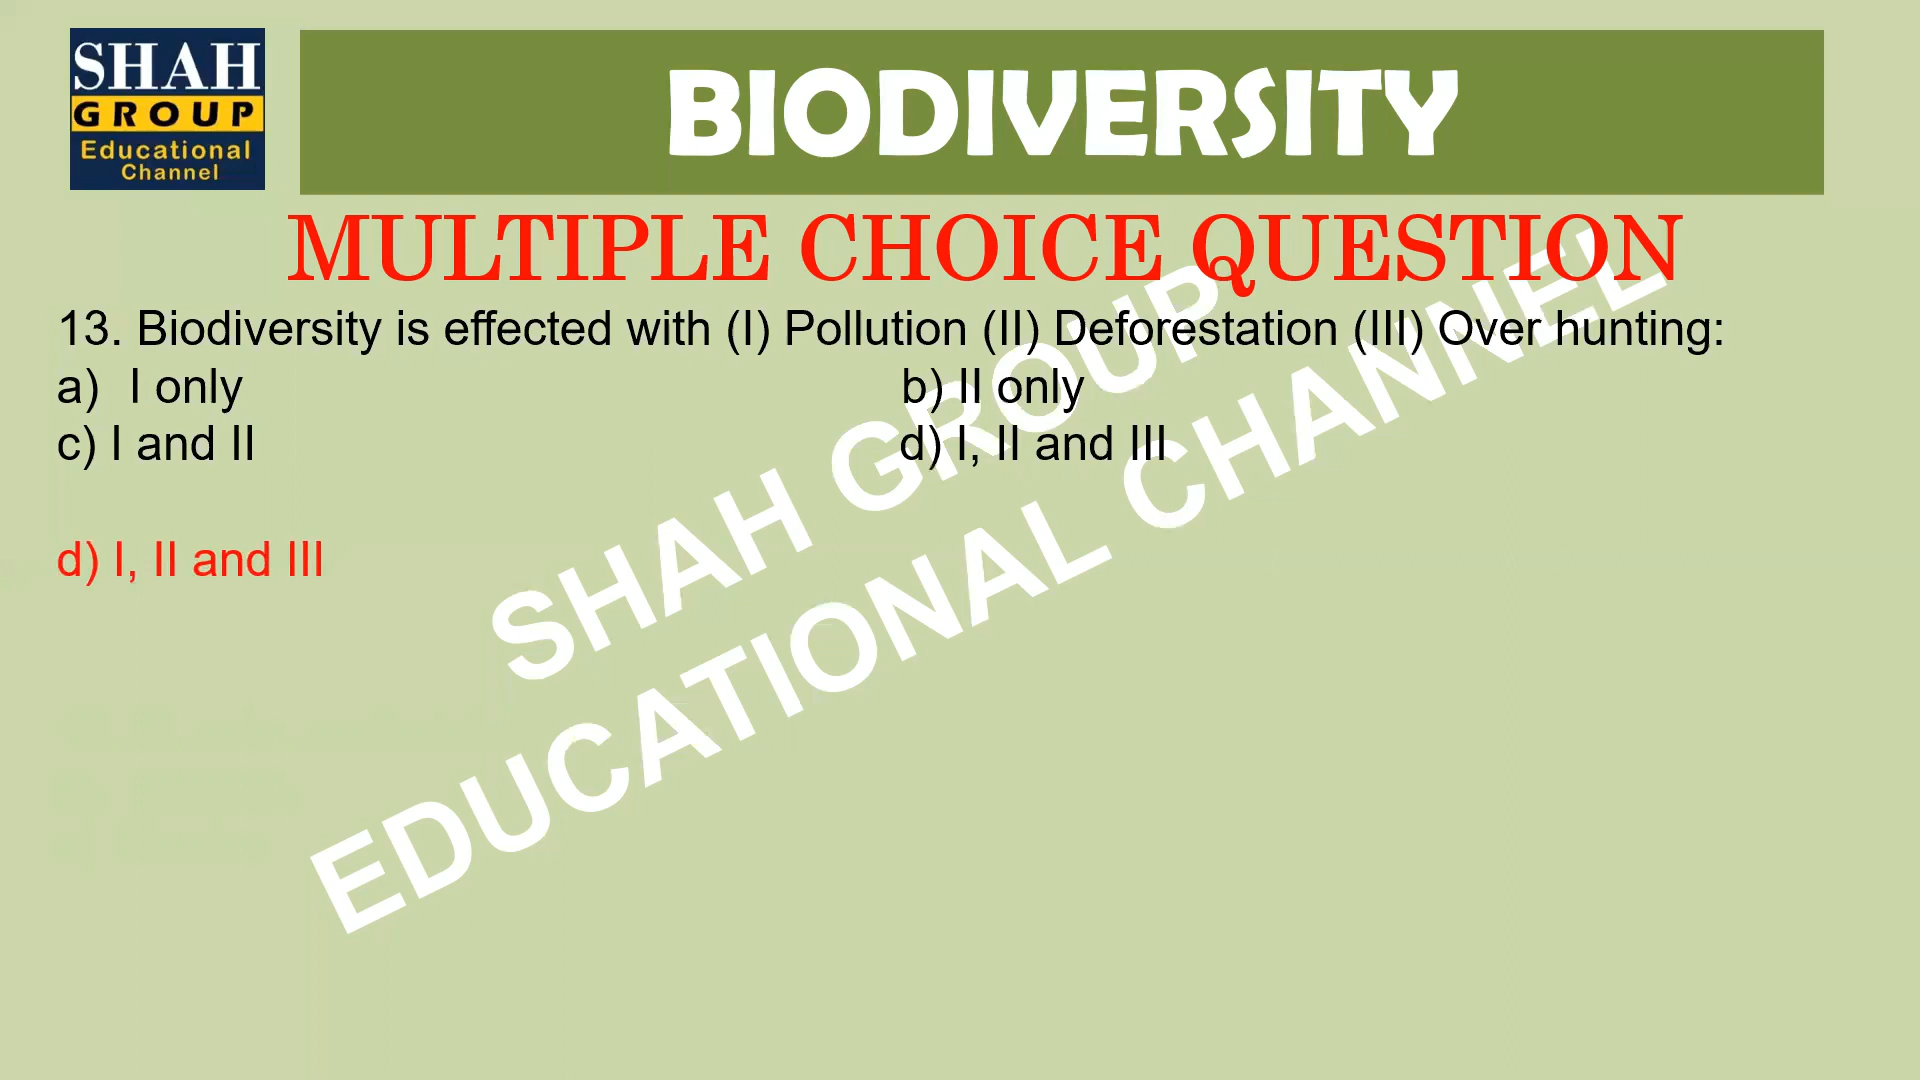 SHAH
GROUP
Educational
Channel
BIODIVERSITY
MULTIPLE CHOICE QUESTION
13. Biodiversity is effected with (I) Pollution (II) Deforestation (III) Over hunting:
a) I only b) II only
c) I and II d) I, II and III
d) I, II and III
SHAH GROUP
EDUCATIONAL CHANNEL